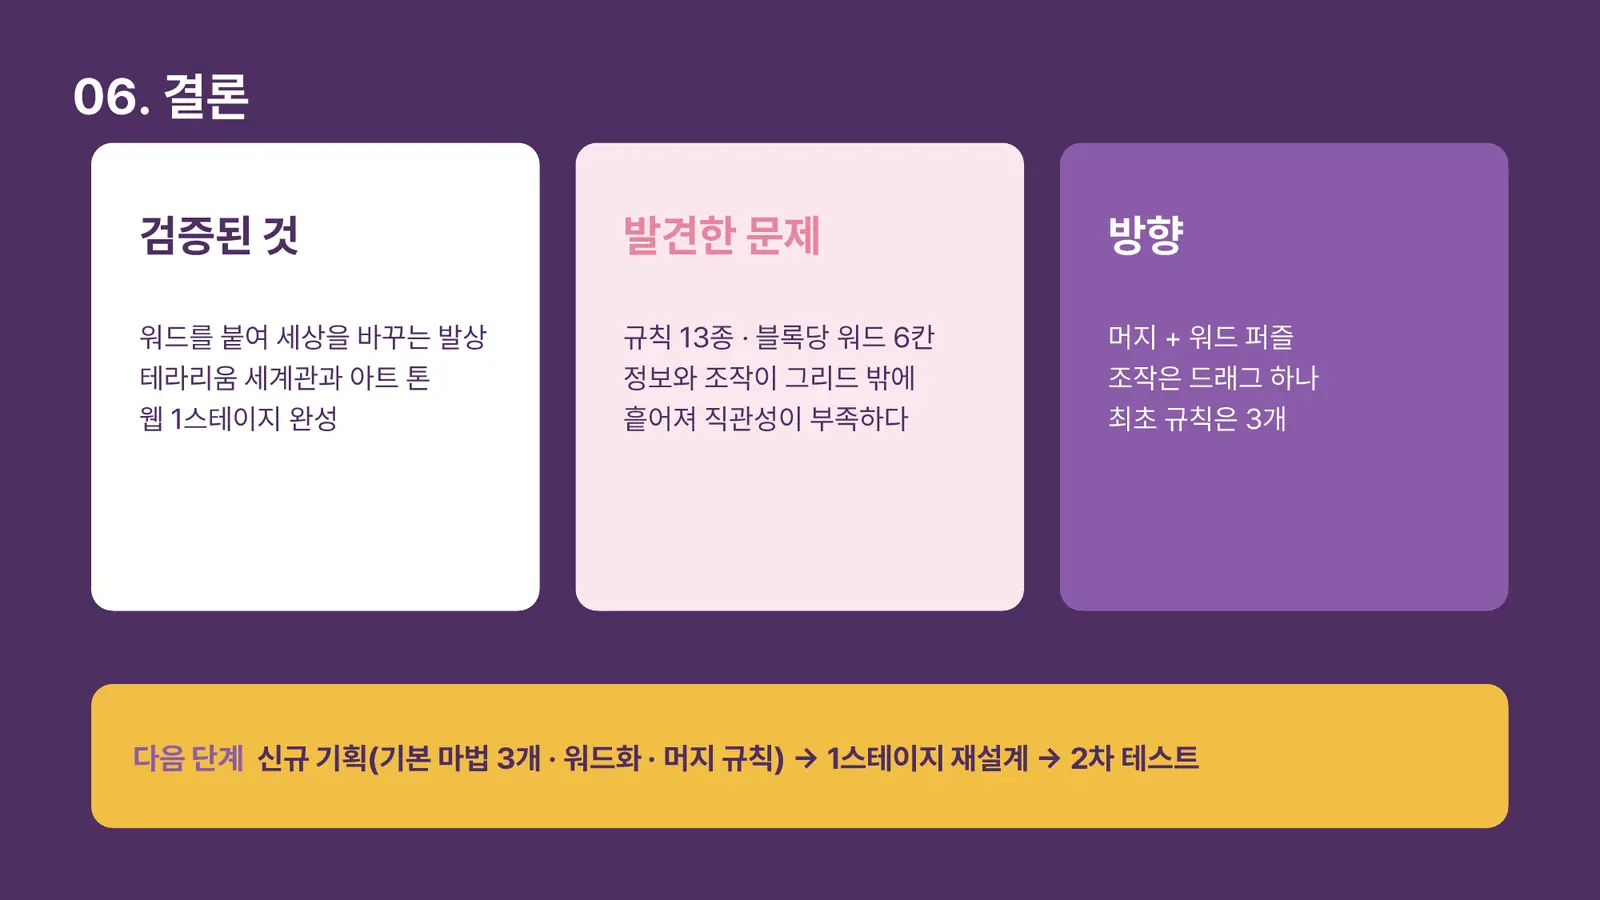 06. 결론
검증된 것
워드를 붙여 세상을 바꾸는 발상
테라리움 세계관과 아트 톤
웹 1스테이지 완성
발견한 문제
규칙 13종 · 블록당 워드 6칸
정보와 조작이 그리드 밖에
흩어져 직관성이 부족하다
방향
머지 + 워드 퍼즐
조작은 드래그 하나
최초 규칙은 3개
다음 단계 신규 기획(기본 마법 3개 · 워드화 · 머지 규칙) → 1스테이지 재설계 → 2차 테스트